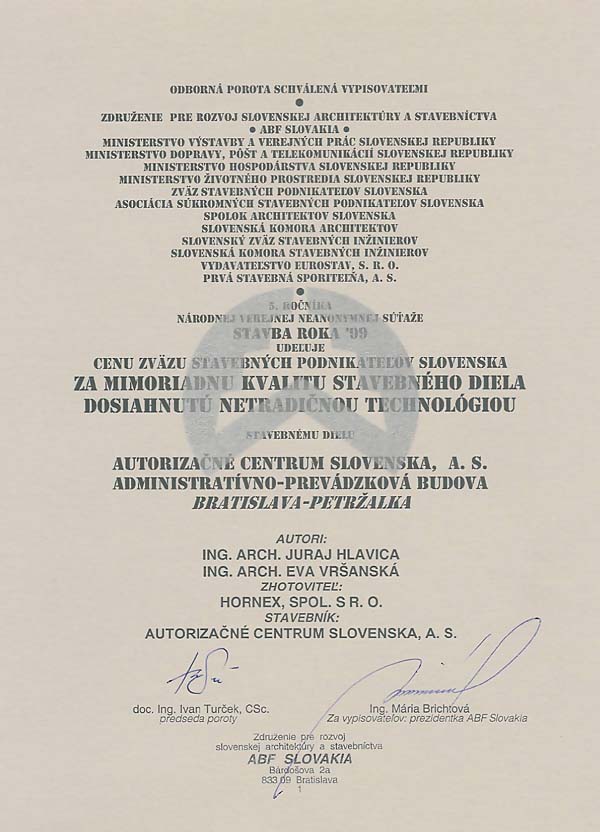 ODBORNÁ POROTA SCHVÁLENÁ VYPISOVATEĽMI
ZDRUŽENIE PRE ROZVOJ SLOVENSKEJ ARCHITEKTÚRY A STAVEBNÍCTVA
• ABF SLOVAKIA •
MINISTERSTVO VÝSTAVBY A VEREJNÝCH PRÁC SLOVENSKEJ REPUBLIKY
MINISTERSTVO DOPRAVY, PÔŠT A TELEKOMUNIKÁCIÍ SLOVENSKEJ REPUBLIKY
MINISTERSTVO HOSPODÁRSTVA SLOVENSKEJ REPUBLIKY
MINISTERSTVO ŽIVOTNÉHO PROSTREDIA SLOVENSKEJ REPUBLIKY
ZVÄZ STAVEBNÝCH PODNIKATEĽOV SLOVENSKA
ASOCIÁCIA SÚKROMNÝCH STAVEBNÝCH PODNIKATEĽOV SLOVENSKA
SPOLOK ARCHITEKTOV SLOVENSKA
SLOVENSKÁ KOMORA ARCHITEKTOV
SLOVENSKÝ ZVÄZ STAVEBNÝCH INŽINIEROV
SLOVENSKÁ KOMORA STAVEBNÝCH INŽINIEROV
VYDAVATEĽSTVO EUROSTAV, S. R. O.
PRVÁ STAVEBNÁ SPORITEĽŇA, A. S.
5. ROČNÍKA
NÁRODNEJ VEREJNEJ NEANONYMNEJ SÚŤAŽE
STAVBA ROKA '99
UDEĽUJE
CENU ZVÄZU STAVEBNÝCH PODNIKATEĽOV SLOVENSKA
ZA MIMORIADNU KVALITU STAVEBNÉHO DIELA
DOSIAHNUTÚ NETRADIČNOU TECHNOLÓGIOU
STAVEBNÉMU DIELU
AUTORIZAČNÉ CENTRUM SLOVENSKA, A. S.
ADMINISTRATÍVNO-PREVÁDZKOVÁ BUDOVA
BRATISLAVA-PETRŽALKA
AUTORI:
ING. ARCH. JURAJ HLAVICA
ING. ARCH. EVA VRŠANSKÁ
ZHOTOVITEĽ:
HORNEX, SPOL. S R. O.
STAVEBNÍK:
AUTORIZAČNÉ CENTRUM SLOVENSKA, A. S.
doc. Ing. Ivan Turček, CSc.
predseda poroty
Ing. Mária Brichtová
Za vypisovateľov: prezidentka ABF Slovakia
Združenie pre rozvoj
slovenskej architektúry a stavebníctva
ABF SLOVAKIA
Bárdošova 2a
833 09 Bratislava
1